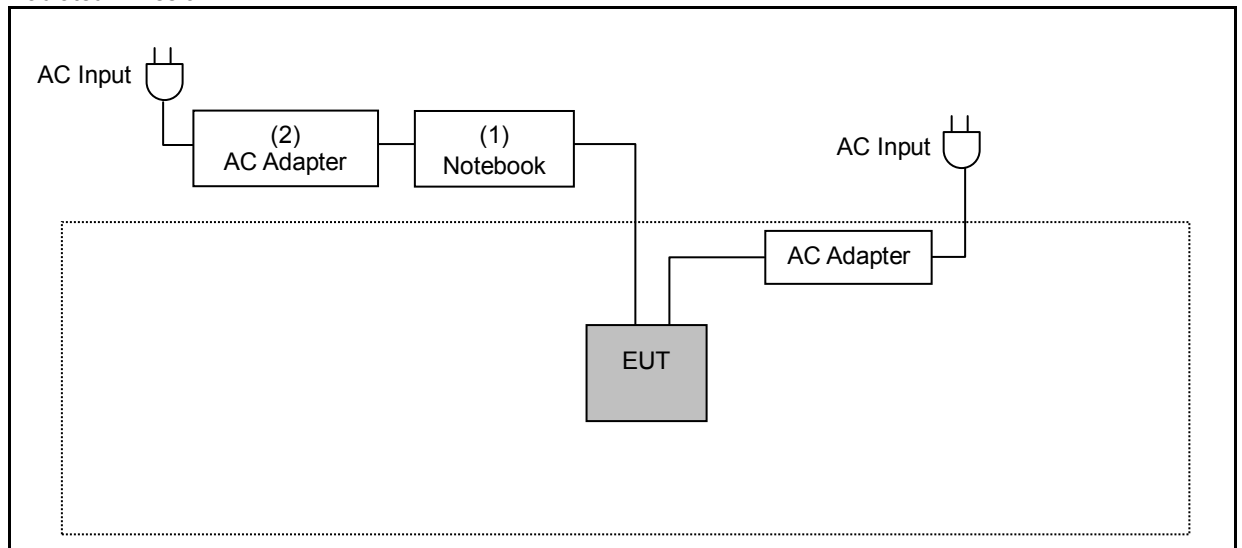 AC Input
(2)
AC Adapter
(1)
Notebook
AC Input
AC Adapter
EUT